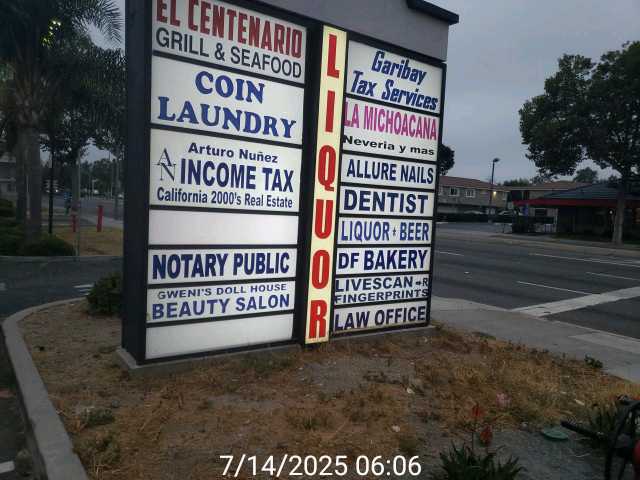 EL CENTENARIO
GRILL & SEAFOOD
COIN
LAUNDRY
Arturo Nuñez
AN INCOME TAX
California 2000's Real Estate
NOTARY PUBLIC
GWENI'S DOLL HOUSE
BEAUTY SALON
LIQUOR
Garibay
Tax Services
LA MICHOACANA
Neveria y mas
ALLURE NAILS
DENTIST
LIQUOR * BEER
DF BAKERY
LIVESCAN
FINGERPRINTS
LAW OFFICE
7/14/2025 06:06